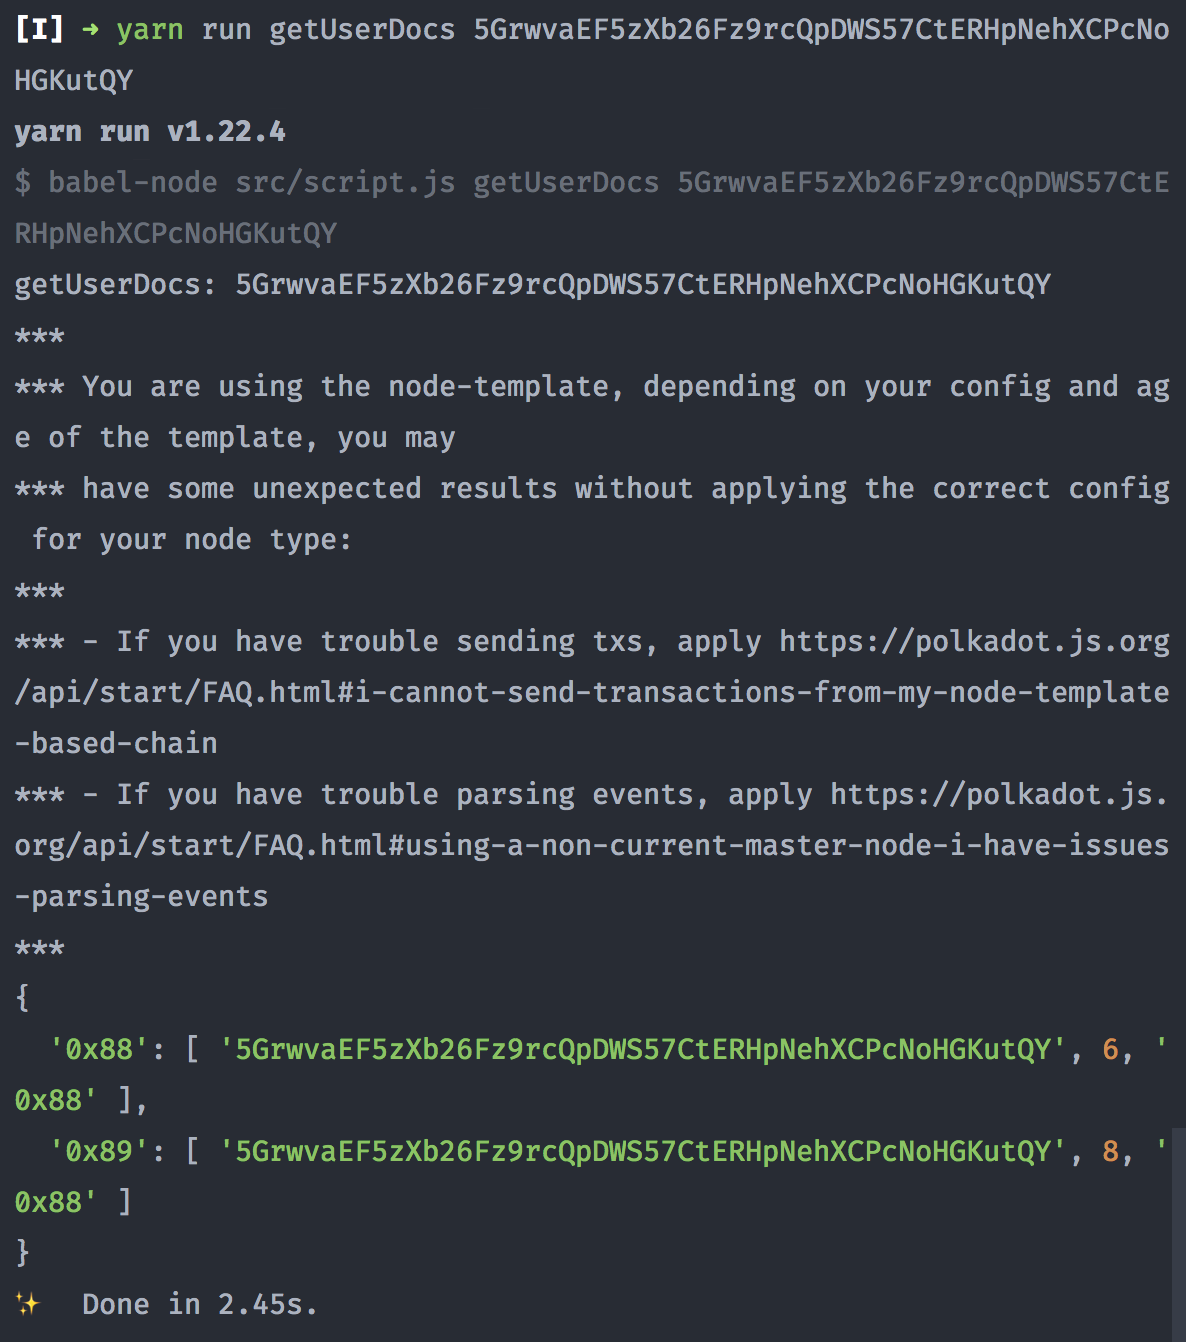 [I] ➜ yarn run getUserDocs 5GrwvaEF5zXb26Fz9rcQpDWS57CtERHpNehXCPcNo
HGKutQY
yarn run v1.22.4
$ babel-node src/script.js getUserDocs 5GrwvaEF5zXb26Fz9rcQpDWS57CtE
RHpNehXCPcNoHGKutQY
getUserDocs: 5GrwvaEF5zXb26Fz9rcQpDWS57CtERHpNehXCPcNoHGKutQY
***
*** You are using the node-template, depending on your config and ag
e of the template, you may
*** have some unexpected results without applying the correct config
 for your node type:
***
*** - If you have trouble sending txs, apply https://polkadot.js.org
/api/start/FAQ.html#i-cannot-send-transactions-from-my-node-template
-based-chain
*** - If you have trouble parsing events, apply https://polkadot.js.
org/api/start/FAQ.html#using-a-non-current-master-node-i-have-issues
-parsing-events
***
{
  '0x88': [ '5GrwvaEF5zXb26Fz9rcQpDWS57CtERHpNehXCPcNoHGKutQY', 6, '
0x88' ],
  '0x89': [ '5GrwvaEF5zXb26Fz9rcQpDWS57CtERHpNehXCPcNoHGKutQY', 8, '
0x88' ]
}
✨  Done in 2.45s.